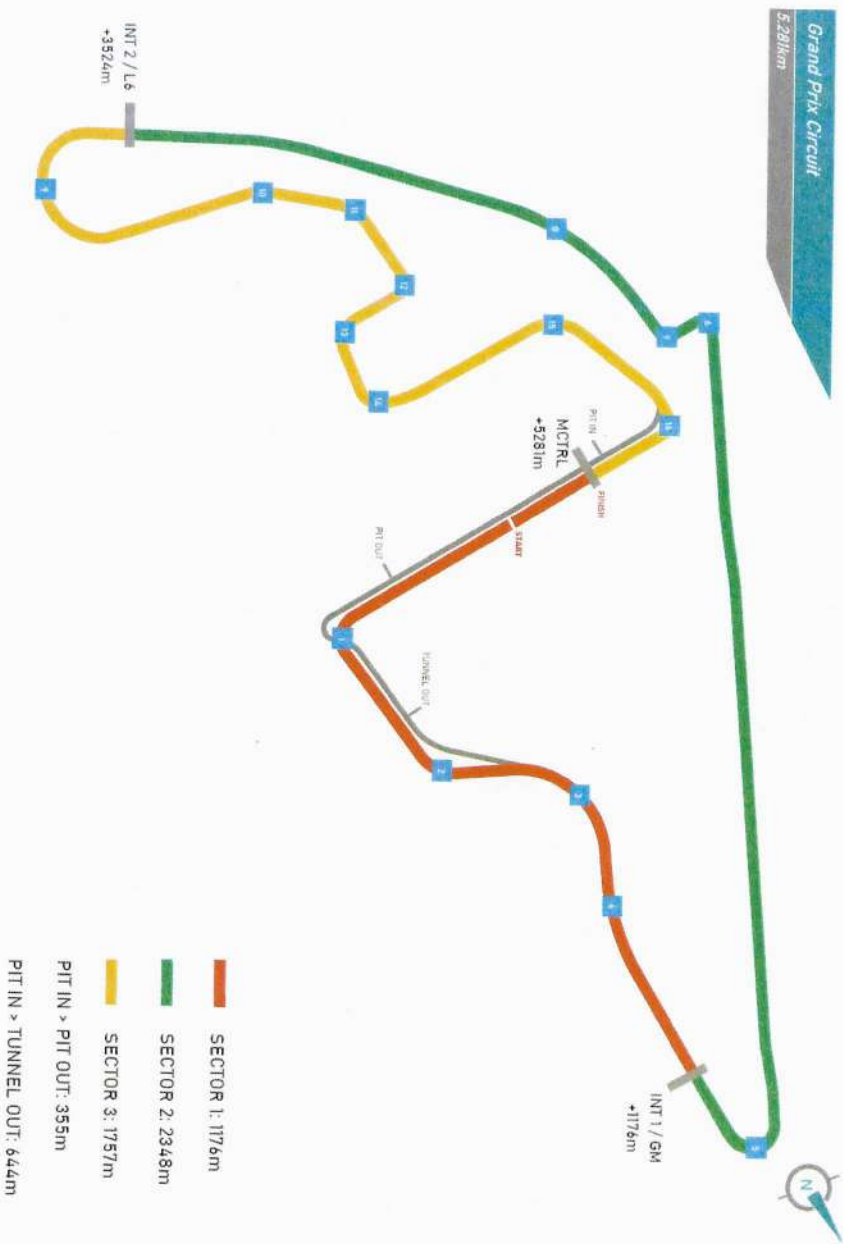 Grand Prix Circuit
5.281km
INT 2 / L6
+3524m
9
10
11
12
13
14
15
8
7
6
16
PIT IN
MCTRL
+5281m
FINISH
START
PIT OUT
1
TUNNEL OUT
2
3
4
INT 1 / GM
+1176m
5
N
SECTOR 1: 1176m
SECTOR 2: 2348m
SECTOR 3: 1757m
PIT IN > PIT OUT: 355m
PIT IN > TUNNEL OUT: 644m